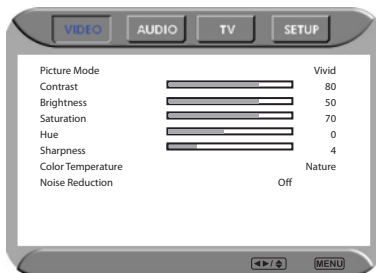 VIDEO AUDIO TV SETUP
Picture Mode Vivid
Contrast 80
Brightness 50
Saturation 70
Hue 0
Sharpness 4
Color Temperature Nature
Noise Reduction Off
◄►/♦ MENU